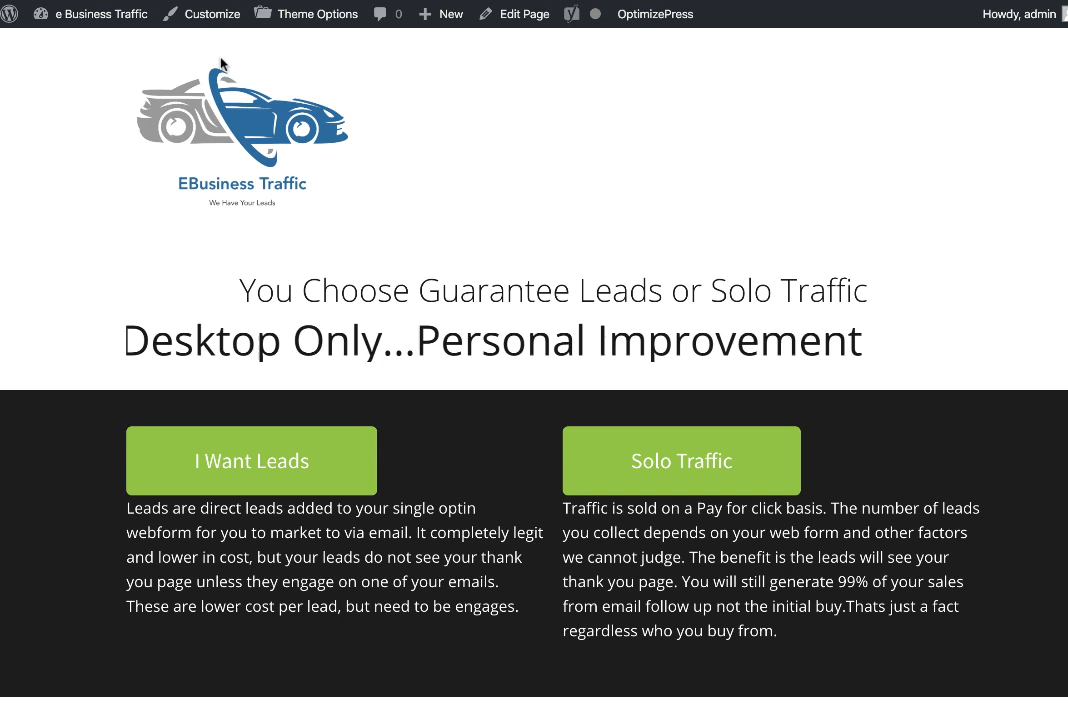 e Business Traffic Customize Theme Options 0 New Edit Page OptimizePress Howdy, admin
EBusiness Traffic
We Have Your Leads
You Choose Guarantee Leads or Solo Traffic
Desktop Only...Personal Improvement
I Want Leads
Leads are direct leads added to your single optin
webform for you to market to via email. It completely legit
and lower in cost, but your leads do not see your thank
you page unless they engage on one of your emails.
These are lower cost per lead, but need to be engages.
Solo Traffic
Traffic is sold on a Pay for click basis. The number of leads
you collect depends on your web form and other factors
we cannot judge. The benefit is the leads will see your
thank you page. You will still generate 99% of your sales
from email follow up not the initial buy.Thats just a fact
regardless who you buy from.